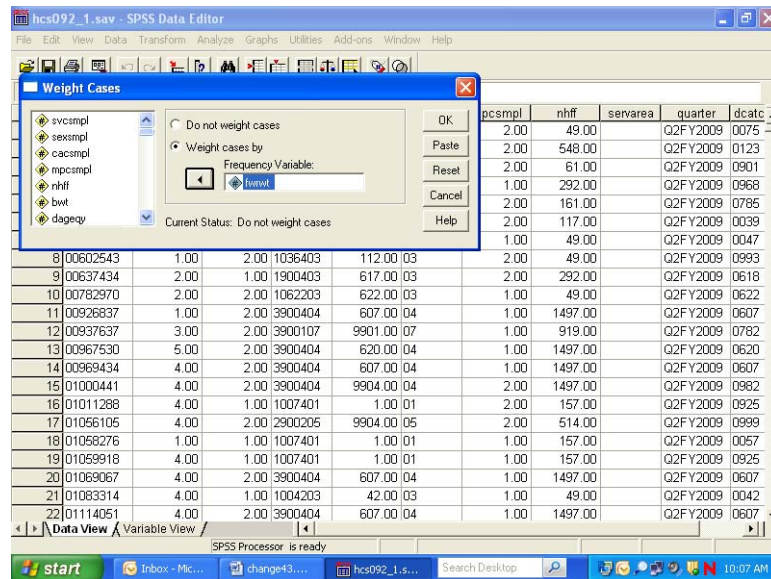 hcs092_1.sav - SPSS Data Editor
File Edit View Data Transform Analyze Graphs Utilities Add-ons Window Help
Weight Cases
svcsmpl
sexsmpl
cacsmpl
mpcsmpl
nhff
bwt
dageqy
Do not weight cases
Weight cases by
Frequency Variable:
fwrwt
Current Status: Do not weight cases
OK
Paste
Reset
Cancel
Help
pcsmpl nhff servarea quarter dcatc
2.00 49.00 Q2FY2009 0075
2.00 548.00 Q2FY2009 0123
2.00 61.00 Q2FY2009 0901
1.00 292.00 Q2FY2009 0968
2.00 161.00 Q2FY2009 0785
2.00 117.00 Q2FY2009 0039
1.00 49.00 Q2FY2009 0047
8 00602543 1.00 2.00 1036403 112.00 03 2.00 49.00 Q2FY2009 0993
9 00637434 2.00 1.00 1900403 617.00 03 2.00 292.00 Q2FY2009 0618
10 00782970 2.00 2.00 1062203 622.00 03 1.00 49.00 Q2FY2009 0622
11 00926837 1.00 2.00 3900404 607.00 04 1.00 1497.00 Q2FY2009 0607
12 00937637 3.00 2.00 3900107 9901.00 07 1.00 919.00 Q2FY2009 0782
13 00967530 5.00 2.00 3900404 620.00 04 1.00 1497.00 Q2FY2009 0620
14 00969434 4.00 2.00 3900404 607.00 04 1.00 1497.00 Q2FY2009 0607
15 01000441 4.00 2.00 3900404 9904.00 04 2.00 1497.00 Q2FY2009 0982
16 01011288 4.00 1.00 1007401 1.00 01 2.00 157.00 Q2FY2009 0925
17 01056105 4.00 2.00 2900205 9904.00 05 2.00 514.00 Q2FY2009 0999
18 01058276 1.00 1.00 1007401 1.00 01 1.00 157.00 Q2FY2009 0057
19 01059918 4.00 1.00 1007401 1.00 01 1.00 157.00 Q2FY2009 0925
20 01069067 4.00 2.00 3900404 607.00 04 1.00 1497.00 Q2FY2009 0607
21 01083314 4.00 1.00 1004203 42.00 03 1.00 49.00 Q2FY2009 0042
22 01114051 4.00 2.00 3900404 607.00 04 1.00 1497.00 Q2FY2009 0607
Data View Variable View
SPSS Processor is ready
start Inbox - Mic... change43.... hcs092_1.s... Search Desktop N 10:07 AM